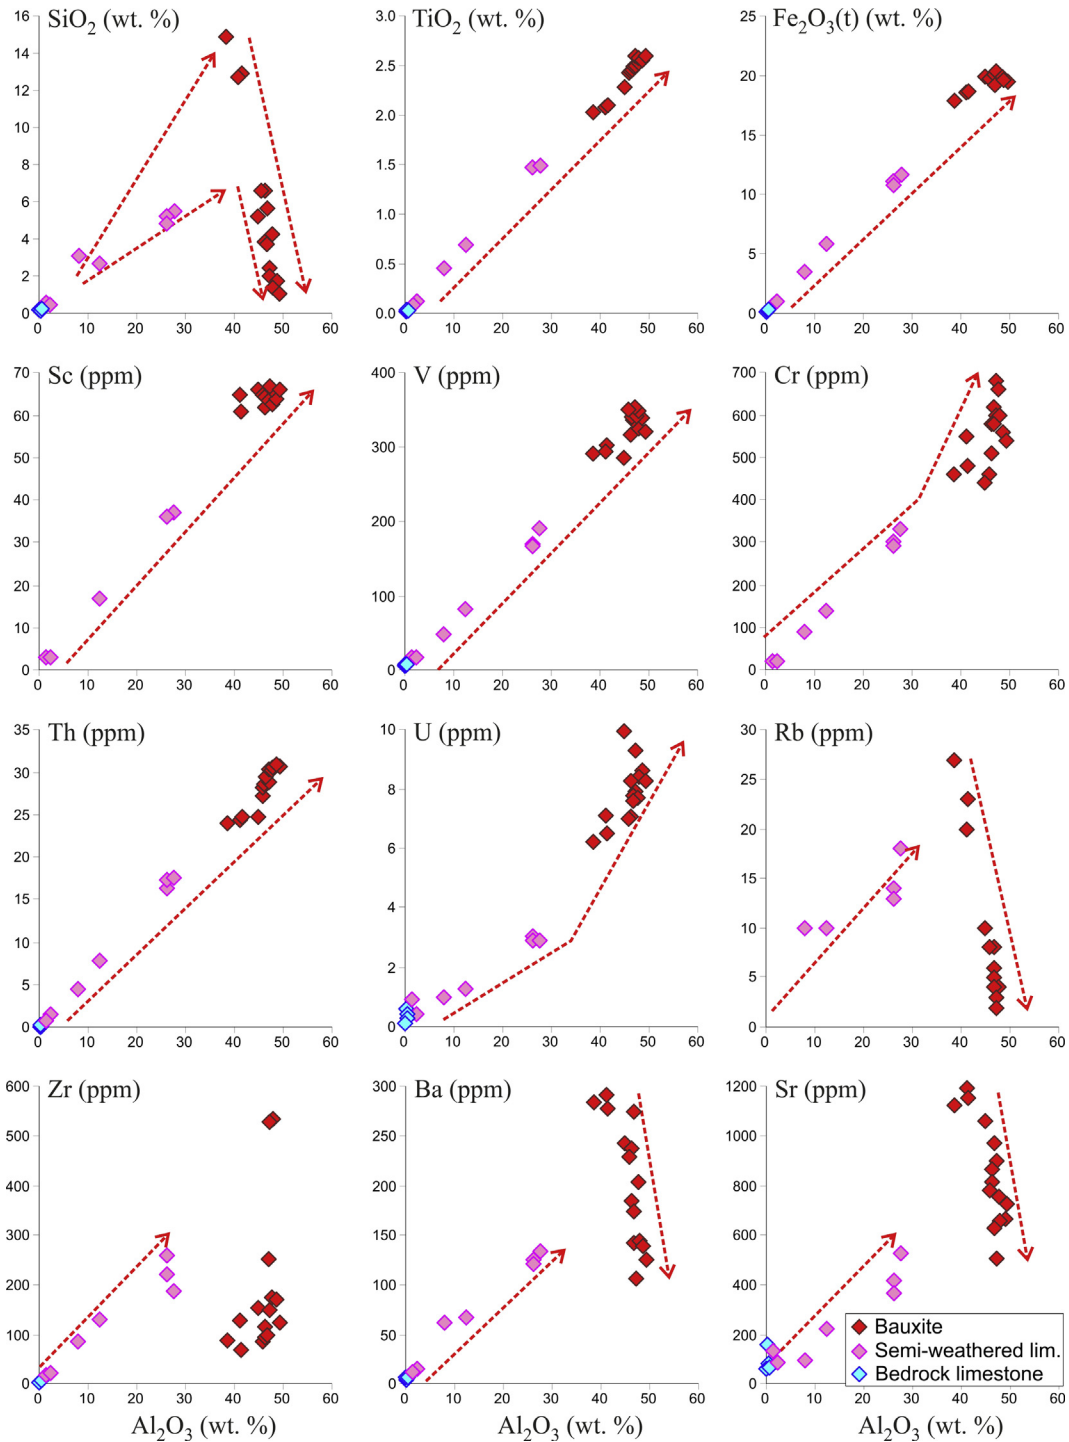 SiO2 (wt. %)
16
14
12
10
8
6
4
2
0
0 10 20 30 40 50 60
TiO2 (wt. %)
3.0
2.5
2.0
1.5
1.0
0.5
0.0
0 10 20 30 40 50 60
Fe2O3(t) (wt. %)
25
20
15
10
5
0
0 10 20 30 40 50 60
Sc (ppm)
70
60
50
40
30
20
10
0
0 10 20 30 40 50 60
V (ppm)
400
300
200
100
0
0 10 20 30 40 50 60
Cr (ppm)
700
600
500
400
300
200
100
0
0 10 20 30 40 50 60
Th (ppm)
35
30
25
20
15
10
5
0
0 10 20 30 40 50 60
U (ppm)
10
8
6
4
2
0
0 10 20 30 40 50 60
Rb (ppm)
30
25
20
15
10
5
0
0 10 20 30 40 50 60
Zr (ppm)
600
500
400
300
200
100
0
0 10 20 30 40 50 60
Al2O3 (wt. %)
Ba (ppm)
300
250
200
150
100
50
0
0 10 20 30 40 50 60
Al2O3 (wt. %)
Sr (ppm)
1200
1000
800
600
400
200
0
Bauxite
Semi-weathered lim.
Bedrock limestone
0 10 20 30 40 50 60
Al2O3 (wt. %)